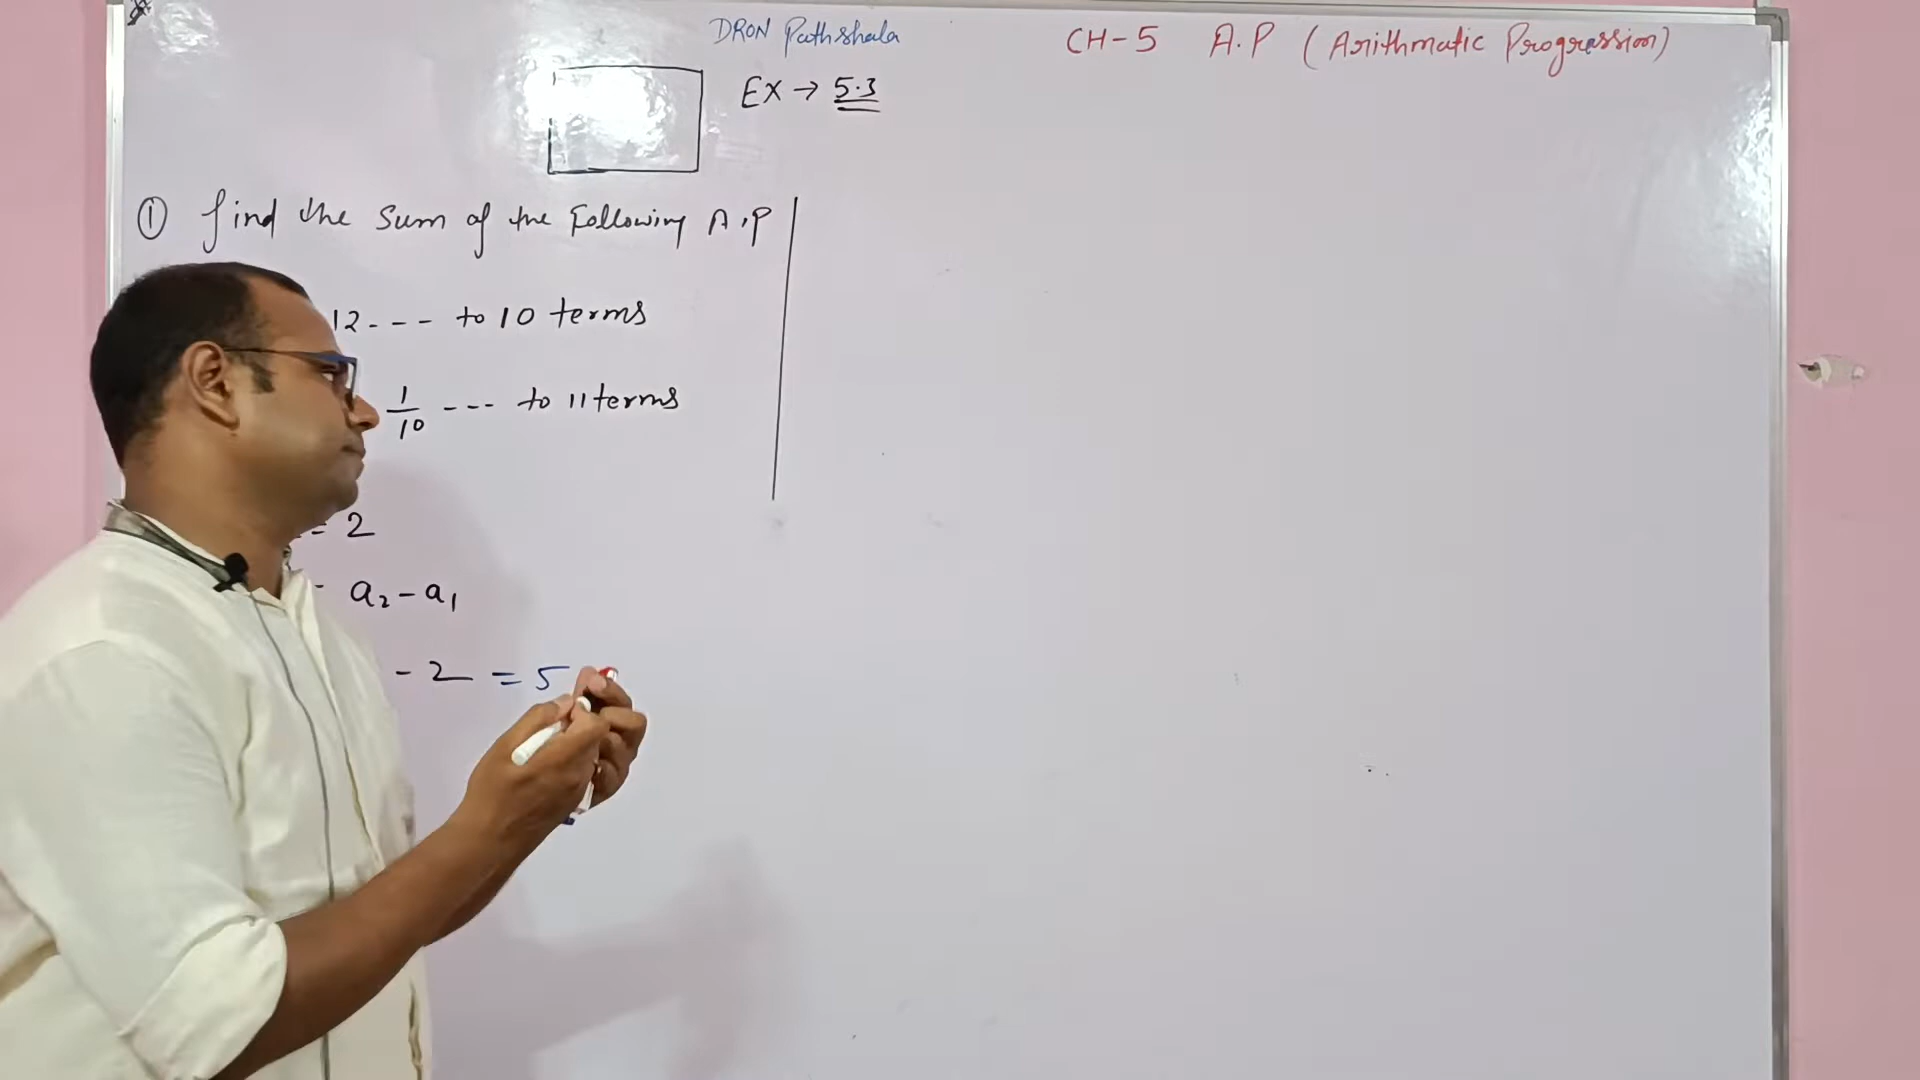 DRON Pathshala
CH-5 A.P (Arithmatic Progression)
EX → 5.3
① find the sum of the Following A.P
12 --- to 10 terms
1/10 --- to 11 terms
= 2
a₂ - a₁
- 2 = 5